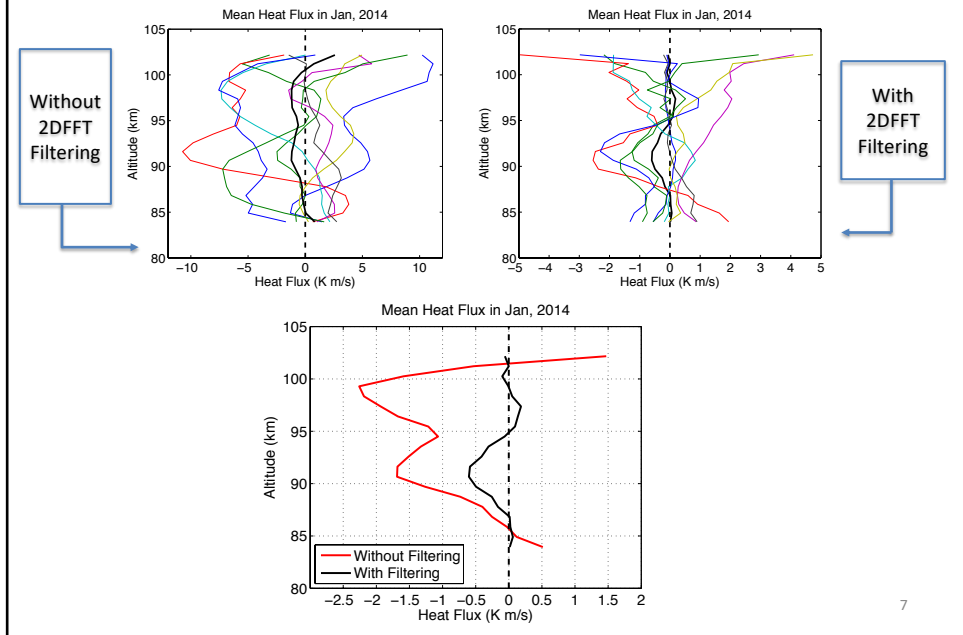 Without
2DFFT
Filtering
Mean Heat Flux in Jan, 2014
105
100
95
90
85
80
Altitude (km)
−10 −5 0 5 10
Heat Flux (K m/s)
Mean Heat Flux in Jan, 2014
105
100
95
90
85
80
Altitude (km)
−5 −4 −3 −2 −1 0 1 2 3 4 5
Heat Flux (K m/s)
With
2DFFT
Filtering
Mean Heat Flux in Jan, 2014
105
100
95
90
85
80
Altitude (km)
Without Filtering
With Filtering
−2.5 −2 −1.5 −1 −0.5 0 0.5 1 1.5 2
Heat Flux (K m/s)
7